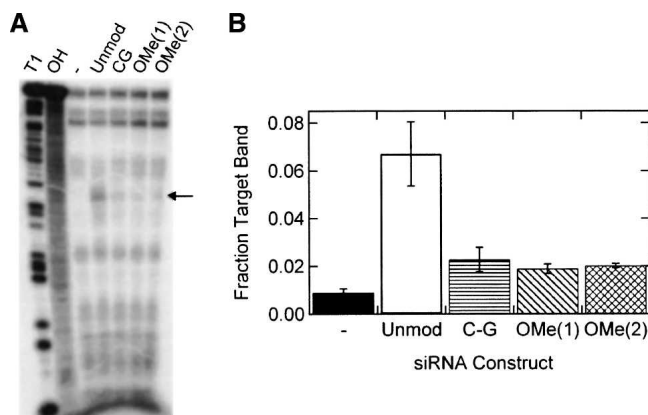 A
T1 OH - Unmod CG OMe(1) OMe(2)
B
Fraction Target Band
0.08
0.06
0.04
0.02
0.00
- Unmod C-G OMe(1) OMe(2)
siRNA Construct